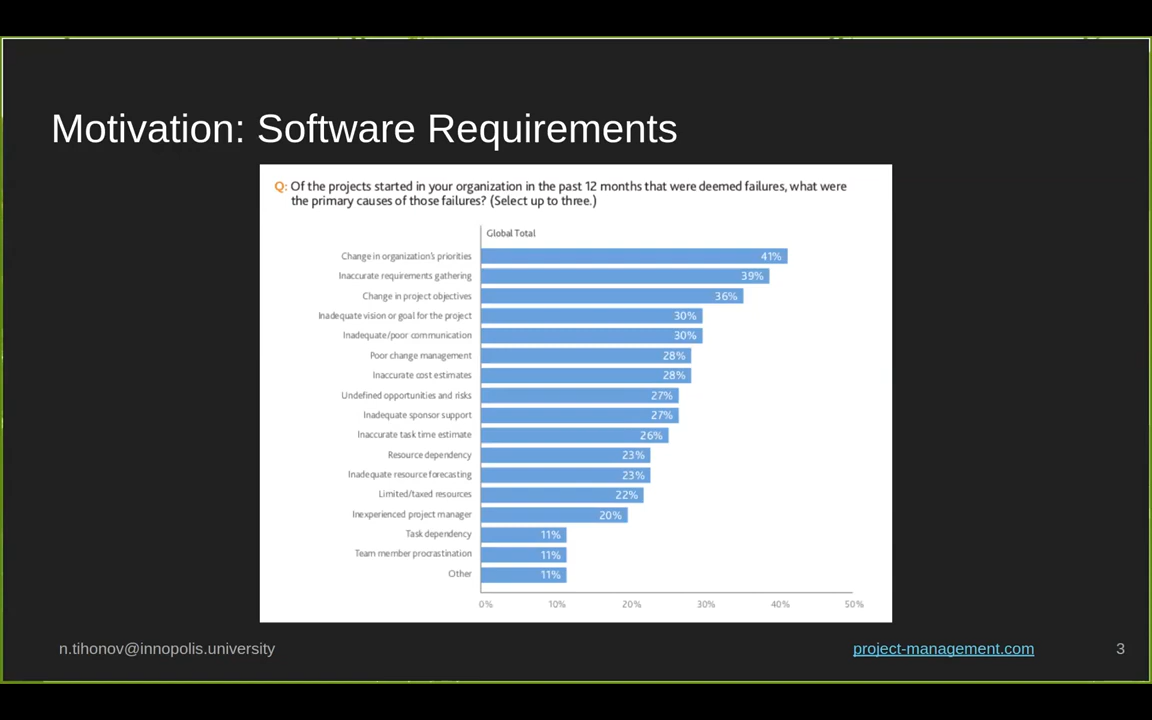 Motivation: Software Requirements
Q: Of the projects started in your organization in the past 12 months that were deemed failures, what were
the primary causes of those failures? (Select up to three.)
Global Total
Change in organization's priorities 41%
Inaccurate requirements gathering 39%
Change in project objectives 36%
Inadequate vision or goal for the project 30%
Inadequate/poor communication 30%
Poor change management 28%
Inaccurate cost estimates 28%
Undefined opportunities and risks 27%
Inadequate sponsor support 27%
Inaccurate task time estimate 26%
Resource dependency 23%
Inadequate resource forecasting 23%
Limited/taxed resources 22%
Inexperienced project manager 20%
Task dependency 11%
Team member procrastination 11%
Other 11%
0% 10% 20% 30% 40% 50%
n.tihonov@innopolis.university project-management.com 3